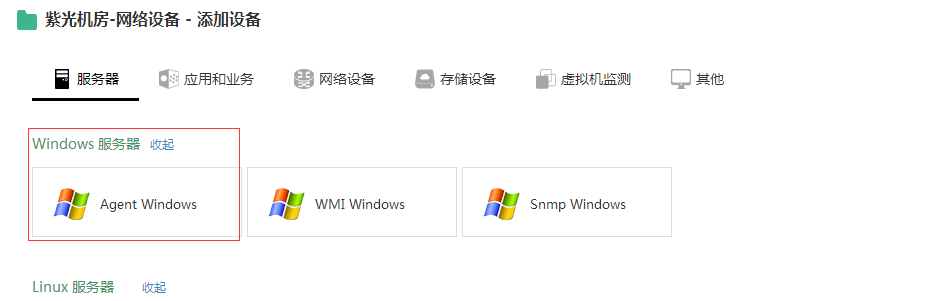 紫光机房-网络设备 - 添加设备
服务器 应用和业务 网络设备 存储设备 虚拟机监测 其他
Windows 服务器 收起
Agent Windows WMI Windows Snmp Windows
Linux 服务器 收起